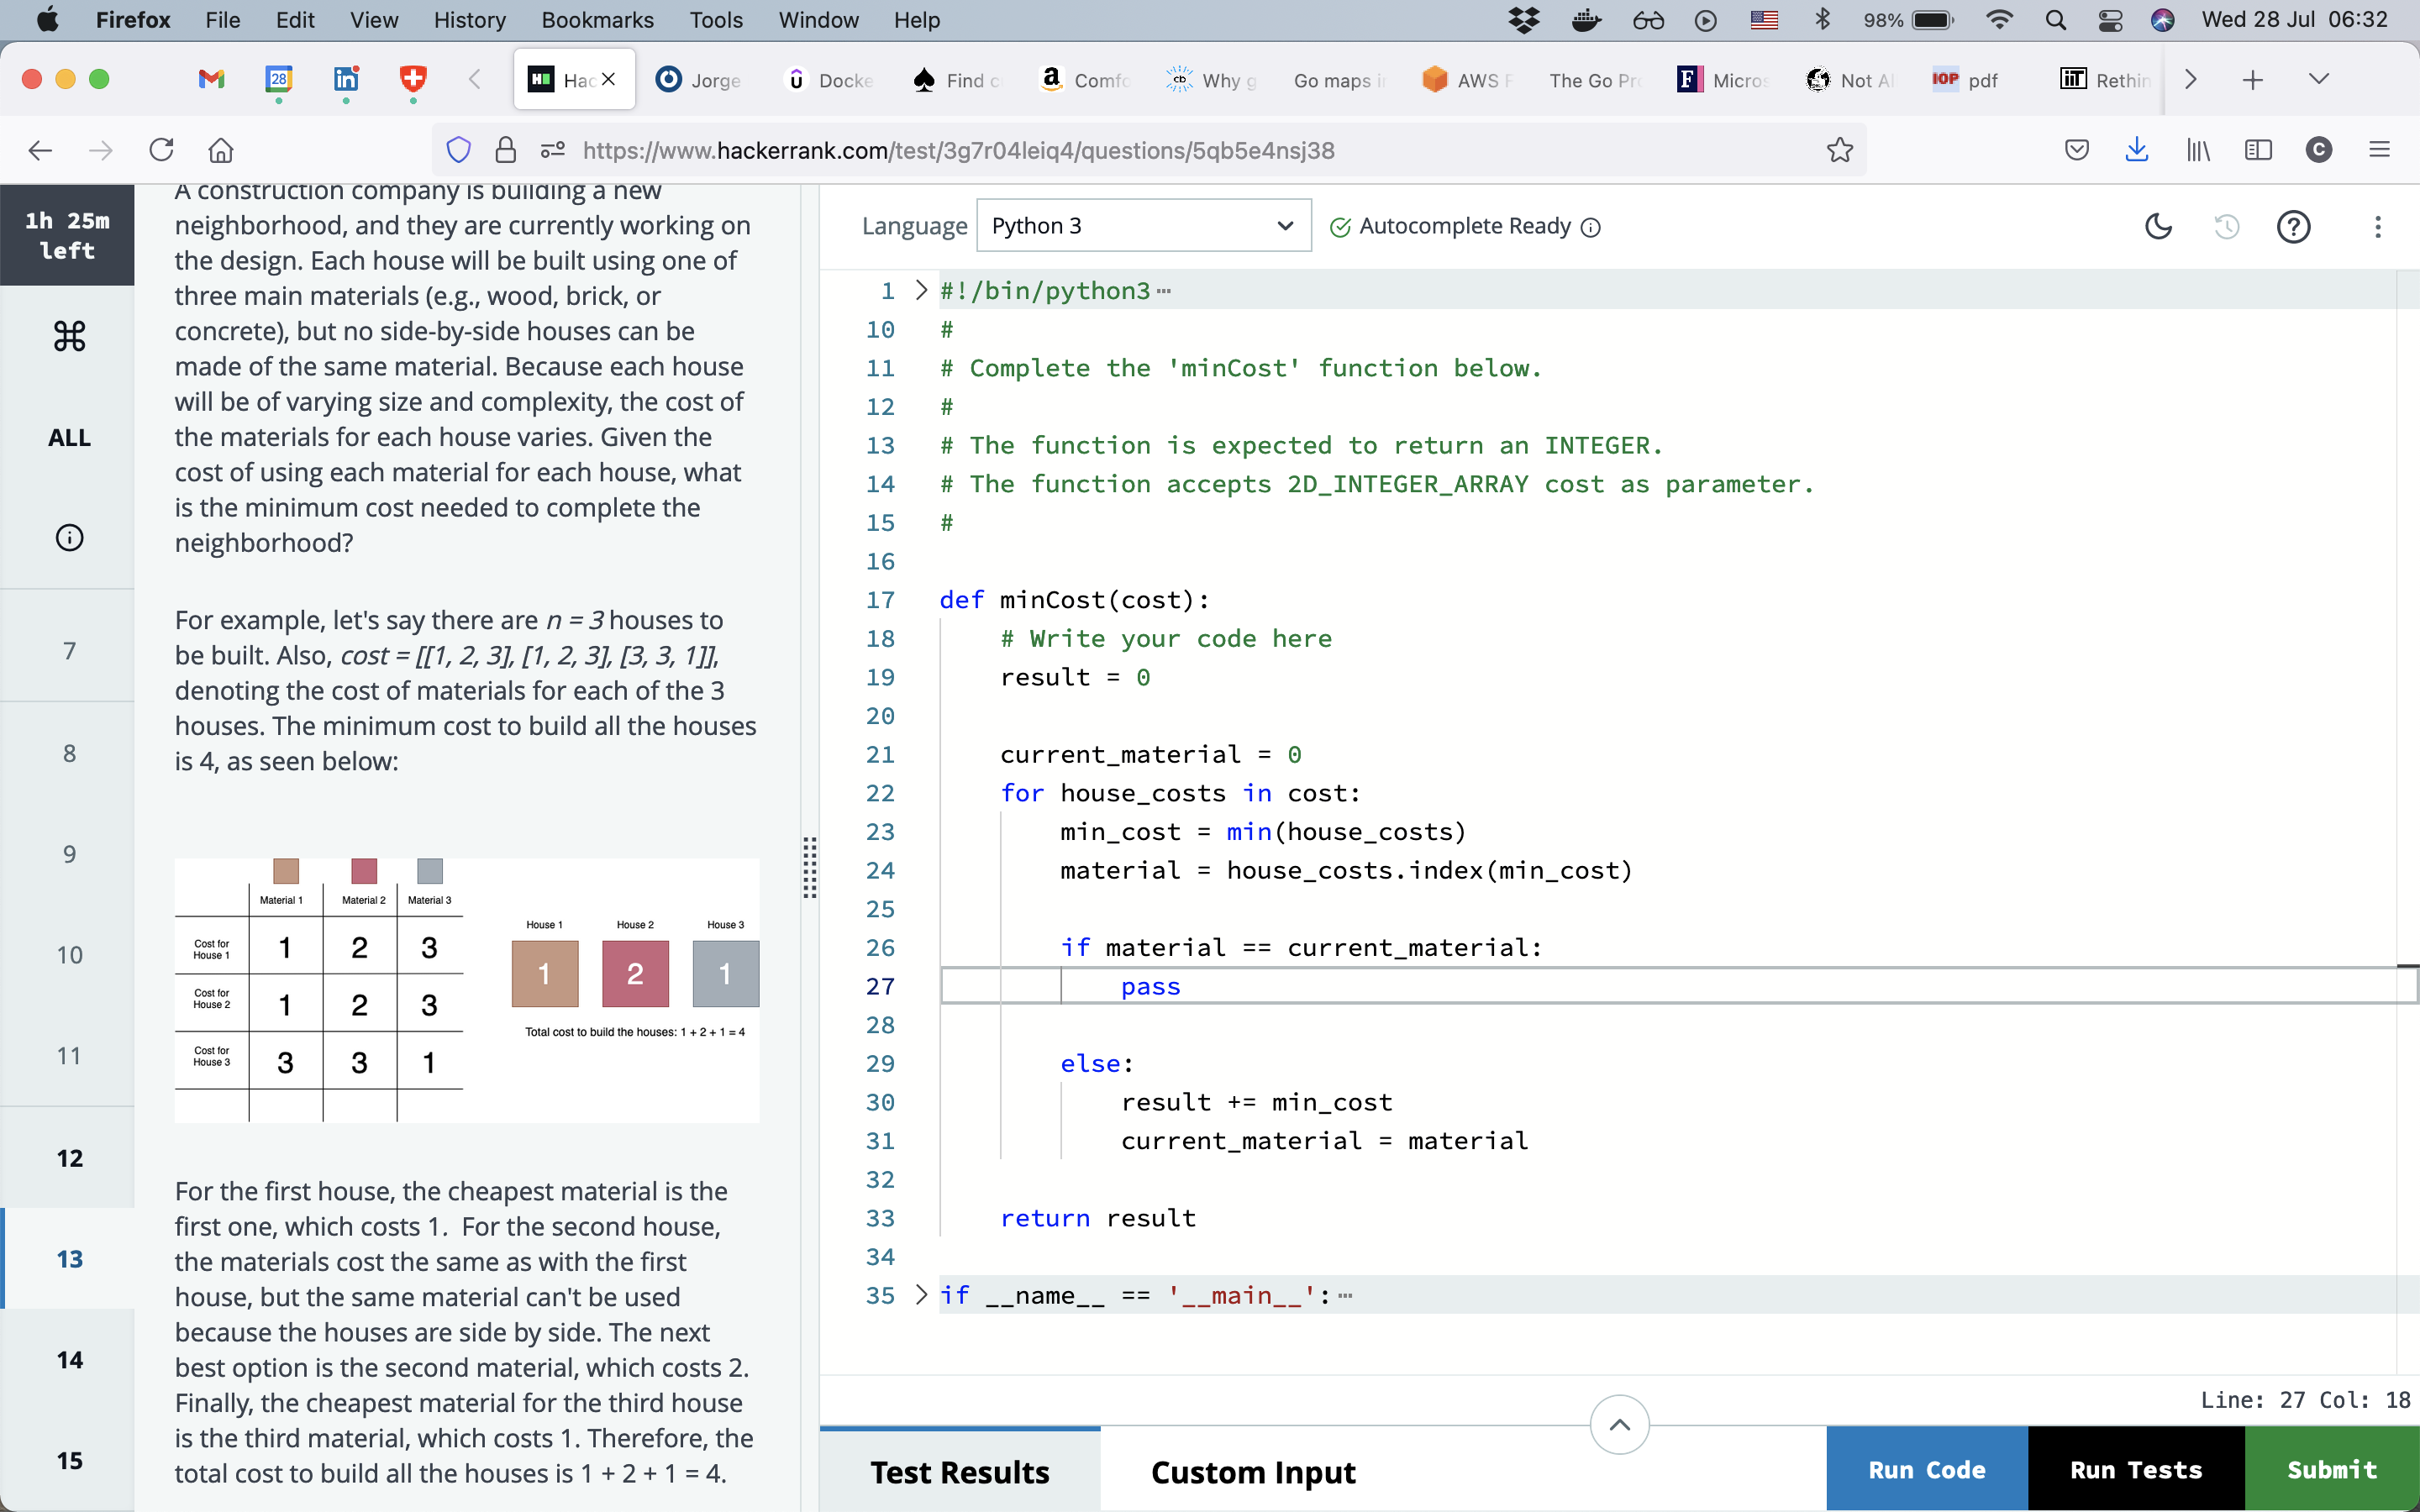 Firefox File Edit View History Bookmarks Tools Window Help 98% Wed 28 Jul 06:32
28 in HR Hac Jorge Docke Find c Comfo Why g Go maps in AWS F The Go Pro Micros Not Al IOP pdf Rethin
https://www.hackerrank.com/test/3g7r04leiq4/questions/5qb5e4nsj38
1h 25m
left
ALL
7
8
9
10
11
12
13
14
15
A construction company is building a new
neighborhood, and they are currently working on
the design. Each house will be built using one of
three main materials (e.g., wood, brick, or
concrete), but no side-by-side houses can be
made of the same material. Because each house
will be of varying size and complexity, the cost of
the materials for each house varies. Given the
cost of using each material for each house, what
is the minimum cost needed to complete the
neighborhood?
For example, let's say there are n = 3 houses to
be built. Also, cost = [[1, 2, 3], [1, 2, 3], [3, 3, 1]],
denoting the cost of materials for each of the 3
houses. The minimum cost to build all the houses
is 4, as seen below:
Material 1 Material 2 Material 3
Cost for
House 1
1 2 3
Cost for
House 2
1 2 3
Cost for
House 3
3 3 1
House 1 House 2 House 3
1 2 1
Total cost to build the houses: 1 + 2 + 1 = 4
For the first house, the cheapest material is the
first one, which costs 1. For the second house,
the materials cost the same as with the first
house, but the same material can't be used
because the houses are side by side. The next
best option is the second material, which costs 2.
Finally, the cheapest material for the third house
is the third material, which costs 1. Therefore, the
total cost to build all the houses is 1 + 2 + 1 = 4.
Language Python 3 Autocomplete Ready
1 #!/bin/python3
10 #
11 # Complete the 'minCost' function below.
12 #
13 # The function is expected to return an INTEGER.
14 # The function accepts 2D_INTEGER_ARRAY cost as parameter.
15 #
16
17 def minCost(cost):
18 # Write your code here
19 result = 0
20
21 current_material = 0
22 for house_costs in cost:
23 min_cost = min(house_costs)
24 material = house_costs.index(min_cost)
25
26 if material == current_material:
27 pass
28
29 else:
30 result += min_cost
31 current_material = material
32
33 return result
34
35 if __name__ == '__main__':
Line: 27 Col: 18
Test Results Custom Input Run Code Run Tests Submit